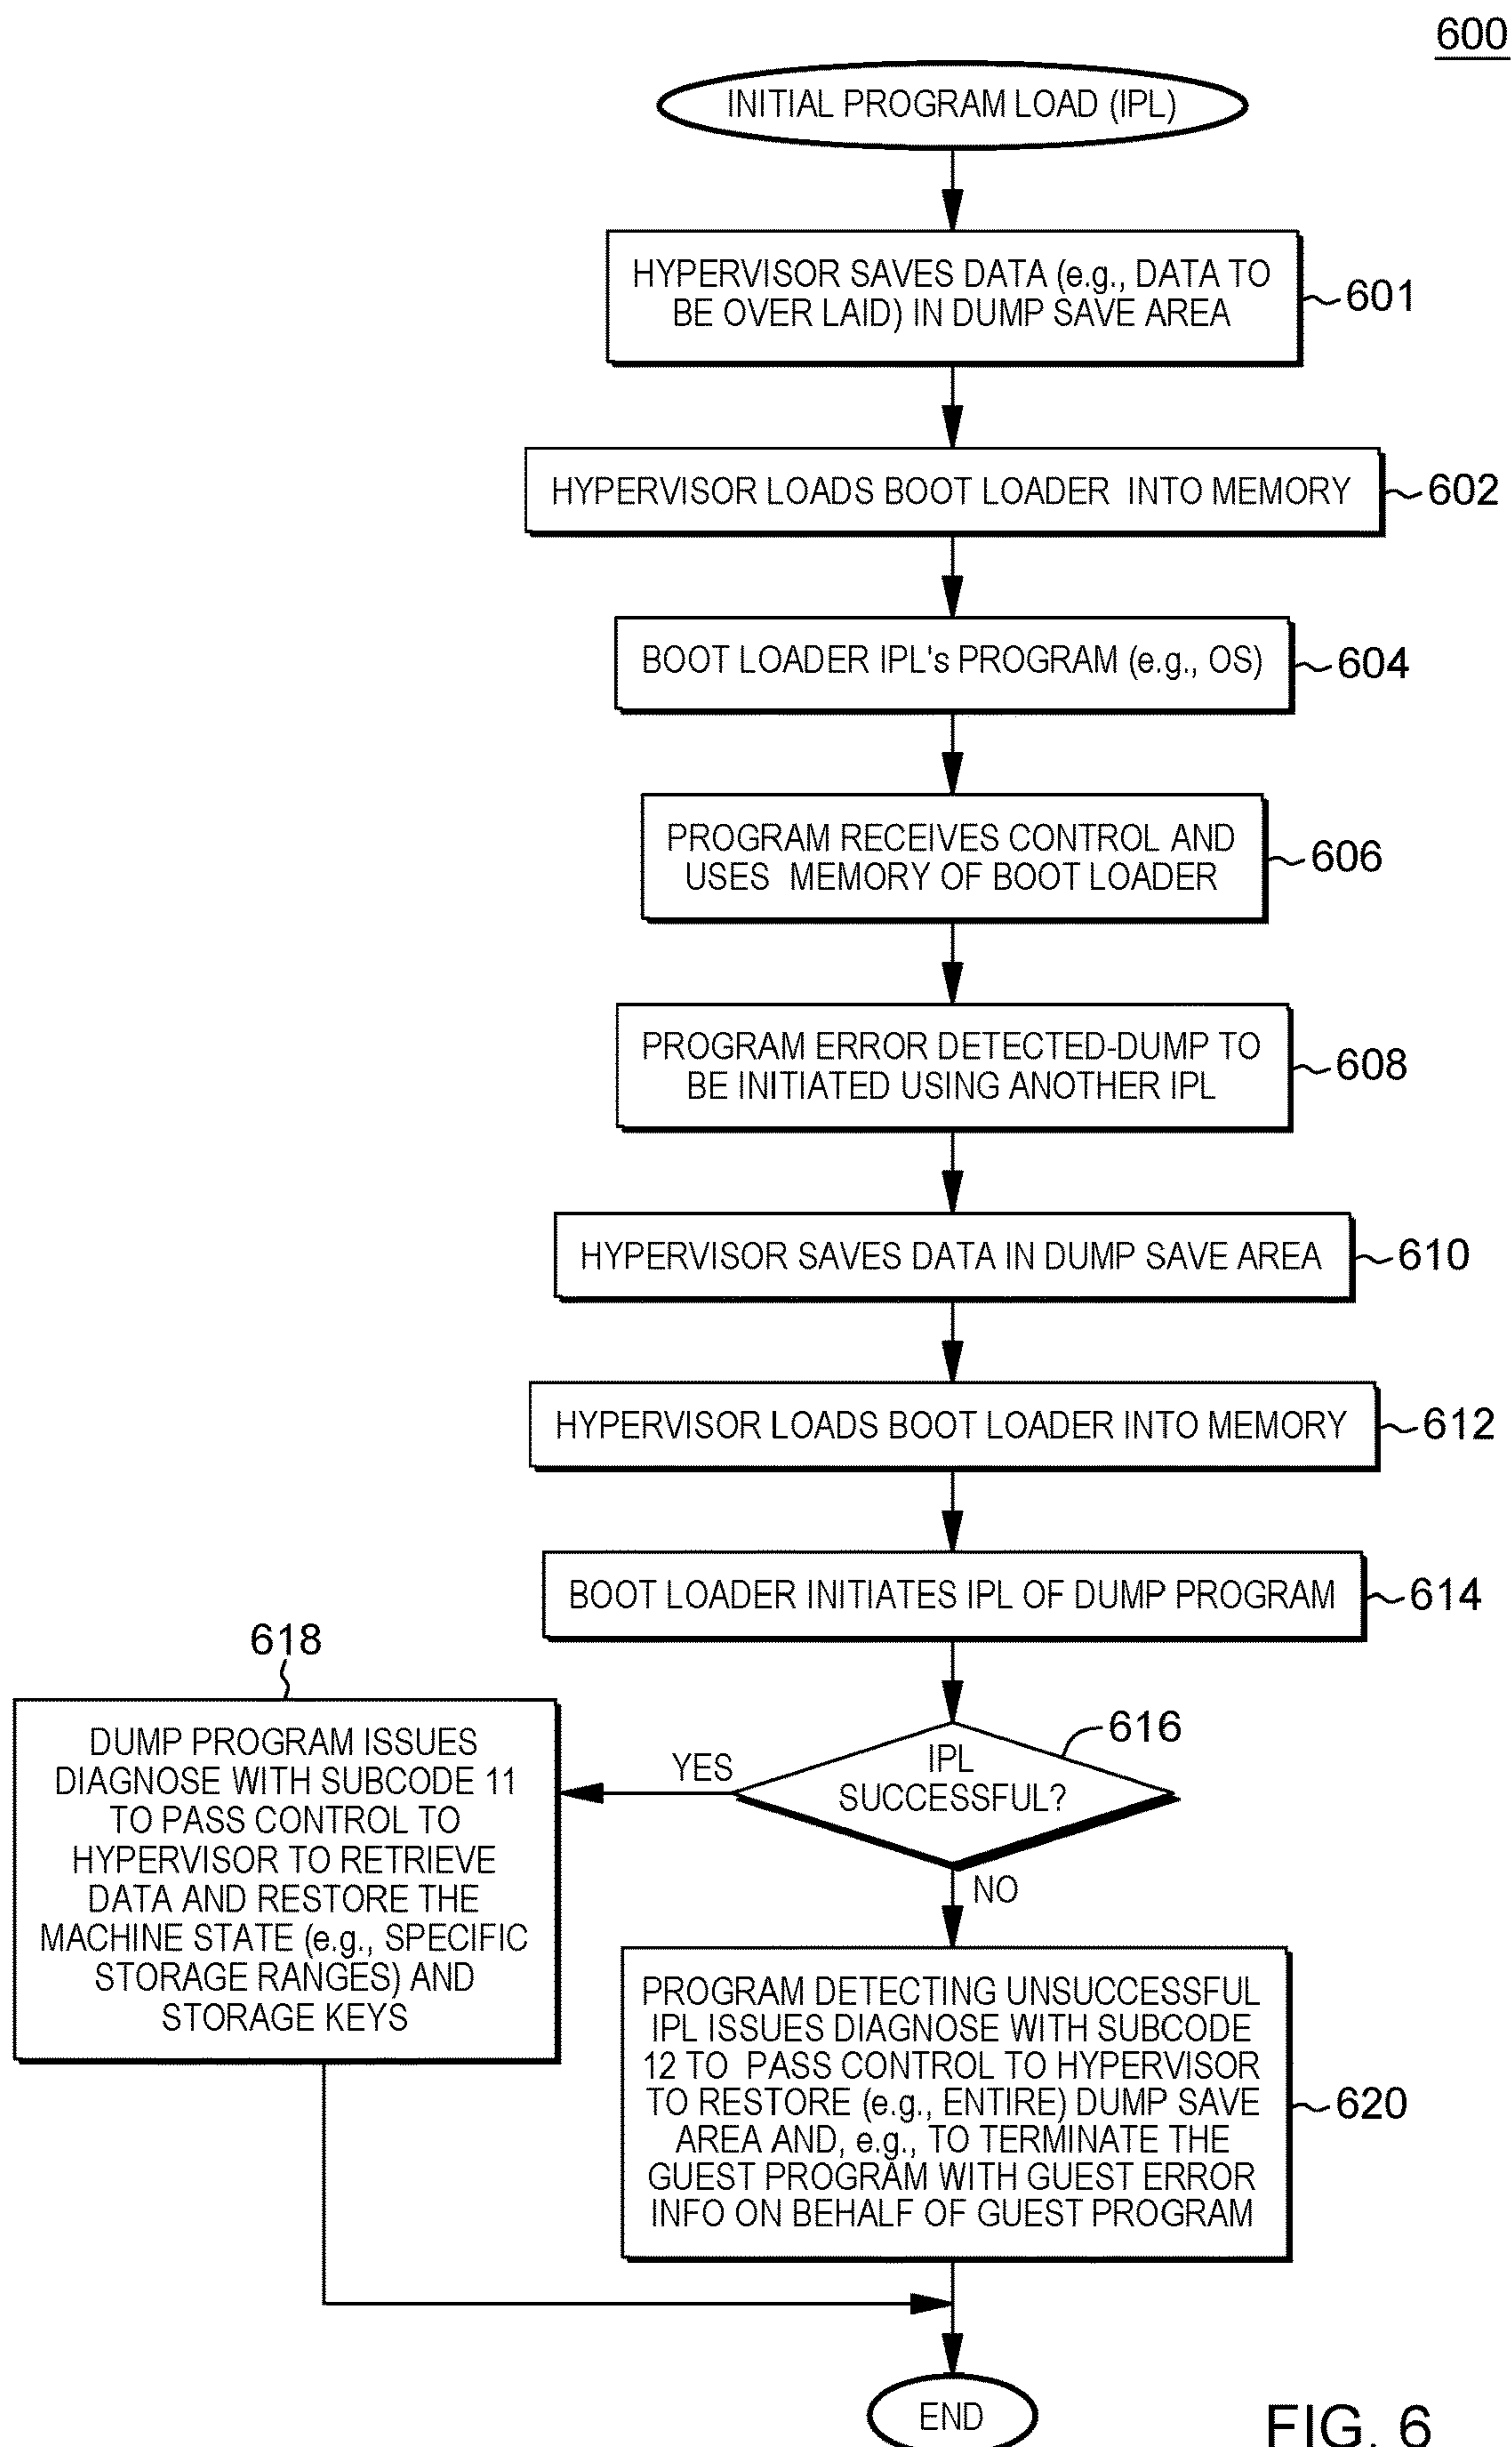 600
INITIAL PROGRAM LOAD (IPL)
HYPERVISOR SAVES DATA (e.g., DATA TO
BE OVER LAID) IN DUMP SAVE AREA
601
HYPERVISOR LOADS BOOT LOADER INTO MEMORY
602
BOOT LOADER IPL's PROGRAM (e.g., OS)
604
PROGRAM RECEIVES CONTROL AND
USES MEMORY OF BOOT LOADER
606
PROGRAM ERROR DETECTED-DUMP TO
BE INITIATED USING ANOTHER IPL
608
HYPERVISOR SAVES DATA IN DUMP SAVE AREA
610
HYPERVISOR LOADS BOOT LOADER INTO MEMORY
612
BOOT LOADER INITIATES IPL OF DUMP PROGRAM
614
IPL
SUCCESSFUL?
616
YES
618
DUMP PROGRAM ISSUES
DIAGNOSE WITH SUBCODE 11
TO PASS CONTROL TO
HYPERVISOR TO RETRIEVE
DATA AND RESTORE THE
MACHINE STATE (e.g., SPECIFIC
STORAGE RANGES) AND
STORAGE KEYS
NO
PROGRAM DETECTING UNSUCCESSFUL
IPL ISSUES DIAGNOSE WITH SUBCODE
12 TO PASS CONTROL TO HYPERVISOR
TO RESTORE (e.g., ENTIRE) DUMP SAVE
AREA AND, e.g., TO TERMINATE THE
GUEST PROGRAM WITH GUEST ERROR
INFO ON BEHALF OF GUEST PROGRAM
620
END
FIG. 6